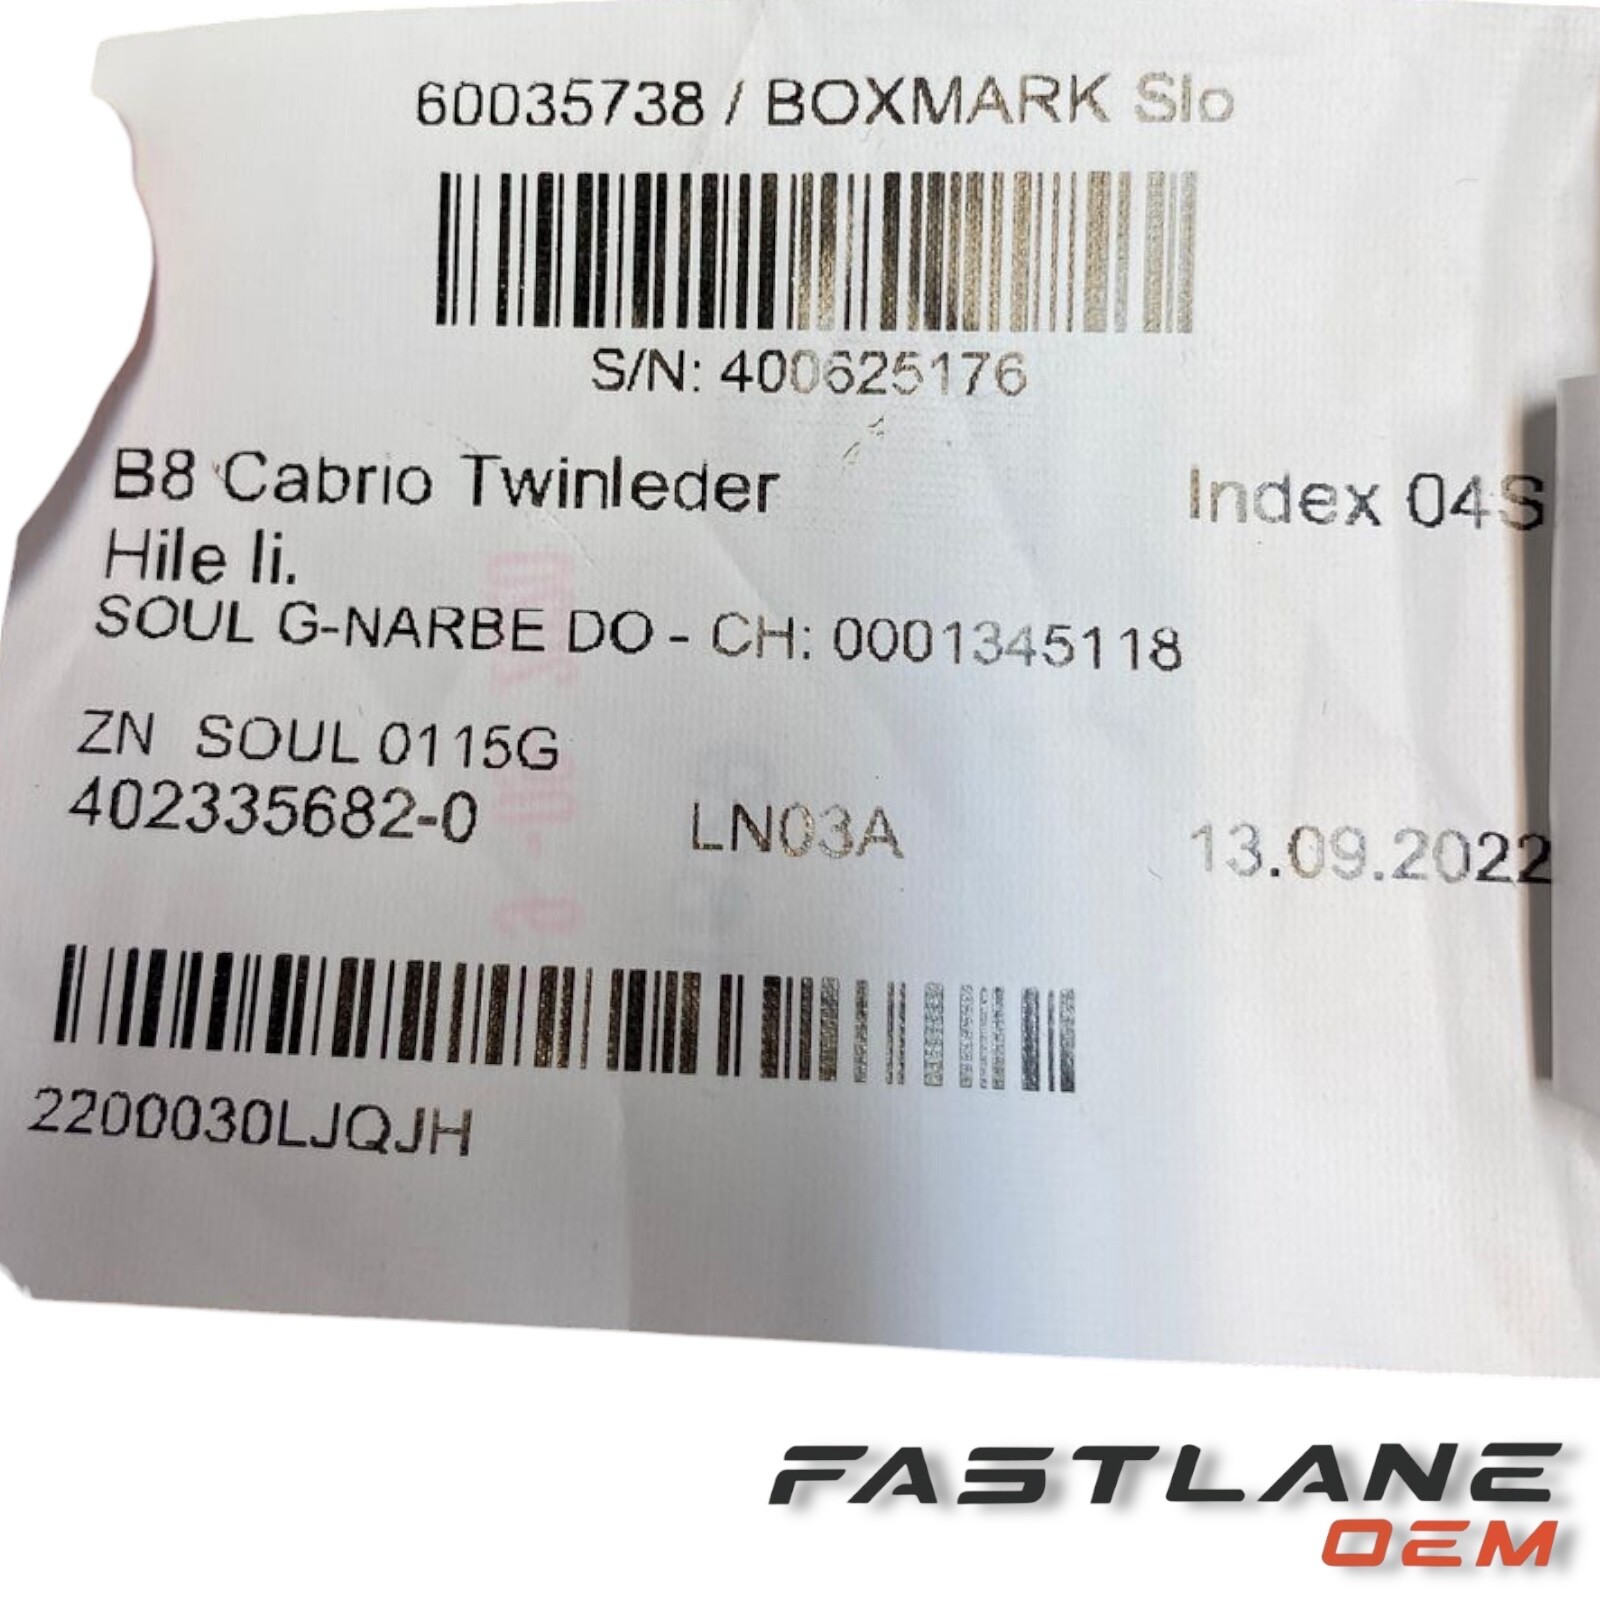 60035738 / BOXMARK Slo
S/N: 400625176
B8 Cabrio Twinleder
Index 04S
Hile li.
SOUL G-NARBE DO - CH: 0001345118
ZN SOUL 0115G
402335682-0 LN03A 13.09.2022
2200030LJQJH
FASTLANE
OEM